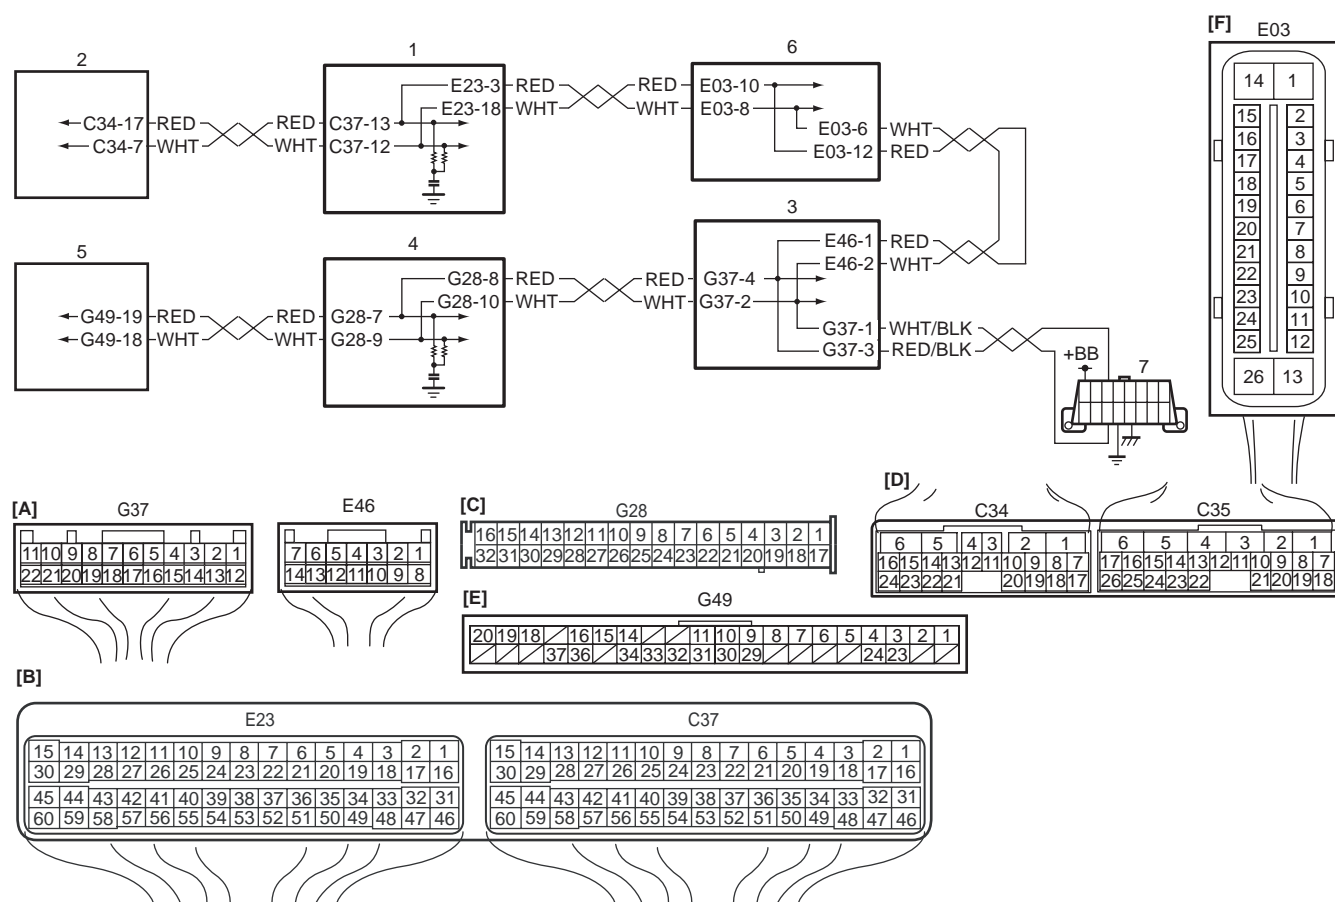 [F] E03
2 1 6
E23-3 RED RED E03-10
E23-18 WHT WHT E03-8
C34-17 RED RED C37-13
C34-7 WHT WHT C37-12
E03-6 WHT
E03-12 RED
5 4 3
E46-1 RED
E46-2 WHT
G28-8 RED RED G37-4
G28-10 WHT WHT G37-2
G49-19 RED RED G28-7
G49-18 WHT WHT G28-9
G37-1 WHT/BLK
G37-3 RED/BLK
+BB 7
14 1
15 2
16 3
17 4
18 5
19 6
20 7
21 8
22 9
23 10
24 11
25 12
26 13
[A] G37
11 10 9 8 7 6 5 4 3 2 1
22 21 20 19 18 17 16 15 14 13 12
E46
7 6 5 4 3 2 1
14 13 12 11 10 9 8
[C] G28
16 15 14 13 12 11 10 9 8 7 6 5 4 3 2 1
32 31 30 29 28 27 26 25 24 23 22 21 20 19 18 17
[D] C34
6 5 4 3 2 1
16 15 14 13 12 11 10 9 8 7
24 23 22 21 20 19 18 17
C35
6 5 4 3 2 1
17 16 15 14 13 12 11 10 9 8 7
26 25 24 23 22 21 20 19 18
[E] G49
20 19 18 16 15 14 11 10 9 8 7 6 5 4 3 2 1
37 36 34 33 32 31 30 29 24 23
[B]
E23
15 14 13 12 11 10 9 8 7 6 5 4 3 2 1
30 29 28 27 26 25 24 23 22 21 20 19 18 17 16
45 44 43 42 41 40 39 38 37 36 35 34 33 32 31
60 59 58 57 56 55 54 53 52 51 50 49 48 47 46
C37
15 14 13 12 11 10 9 8 7 6 5 4 3 2 1
30 29 28 27 26 25 24 23 22 21 20 19 18 17 16
45 44 43 42 41 40 39 38 37 36 35 34 33 32 31
60 59 58 57 56 55 54 53 52 51 50 49 48 47 46